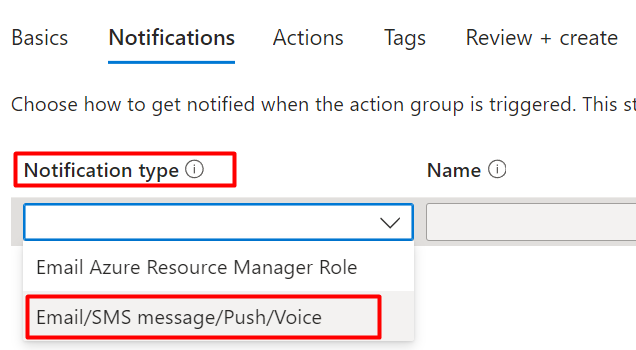 Basics Notifications Actions Tags Review + create
Choose how to get notified when the action group is triggered. This
Notification type Name
Email Azure Resource Manager Role
Email/SMS message/Push/Voice